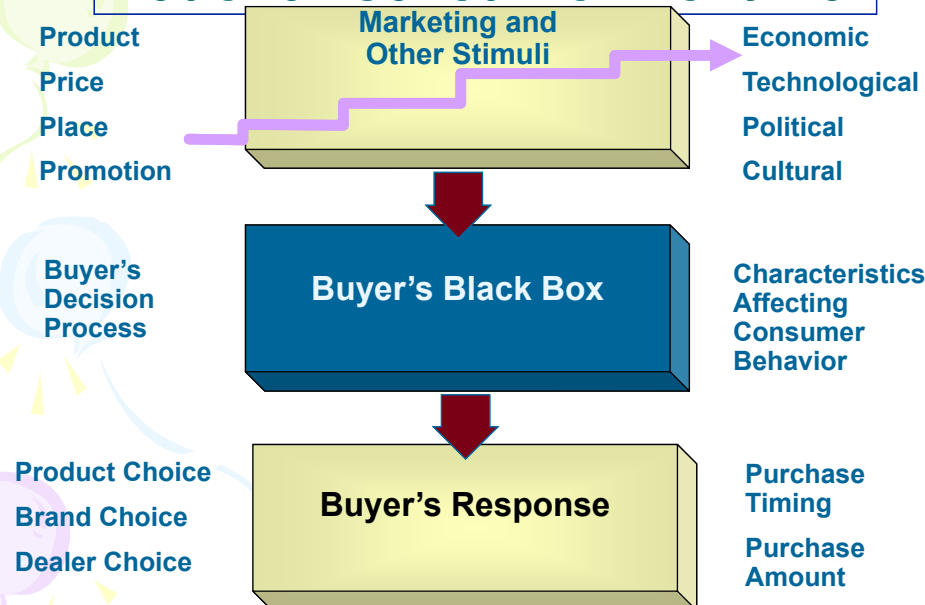 Marketing and
Other Stimuli
Product
Price
Place
Promotion
Economic
Technological
Political
Cultural
Buyer's
Decision
Process
Buyer's Black Box
Characteristics
Affecting
Consumer
Behavior
Product Choice
Brand Choice
Dealer Choice
Buyer's Response
Purchase
Timing
Purchase
Amount